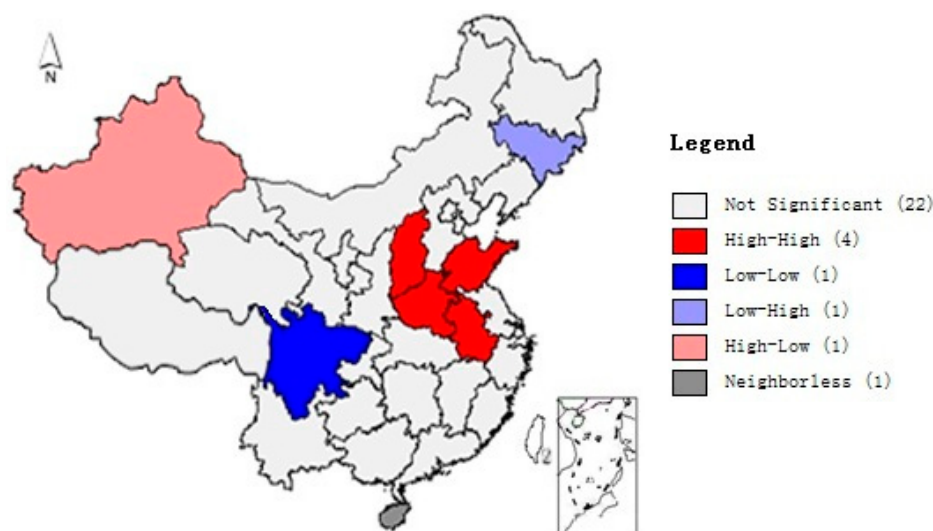 N
Legend
Not Significant (22)
High-High (4)
Low-Low (1)
Low-High (1)
High-Low (1)
Neighborless (1)